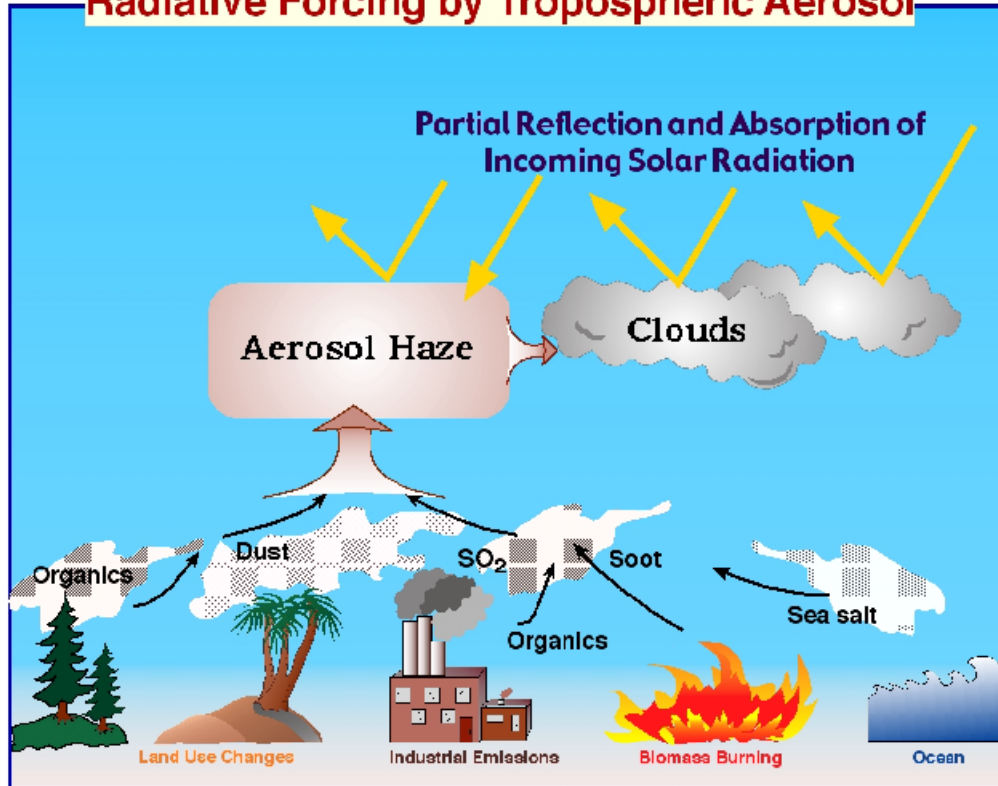 Radiative Forcing by Tropospheric Aerosol
Partial Reflection and Absorption of
Incoming Solar Radiation
Aerosol Haze
Clouds
Organics
Dust
SO₂
Soot
Organics
Sea salt
Land Use Changes
Industrial Emissions
Biomass Burning
Ocean